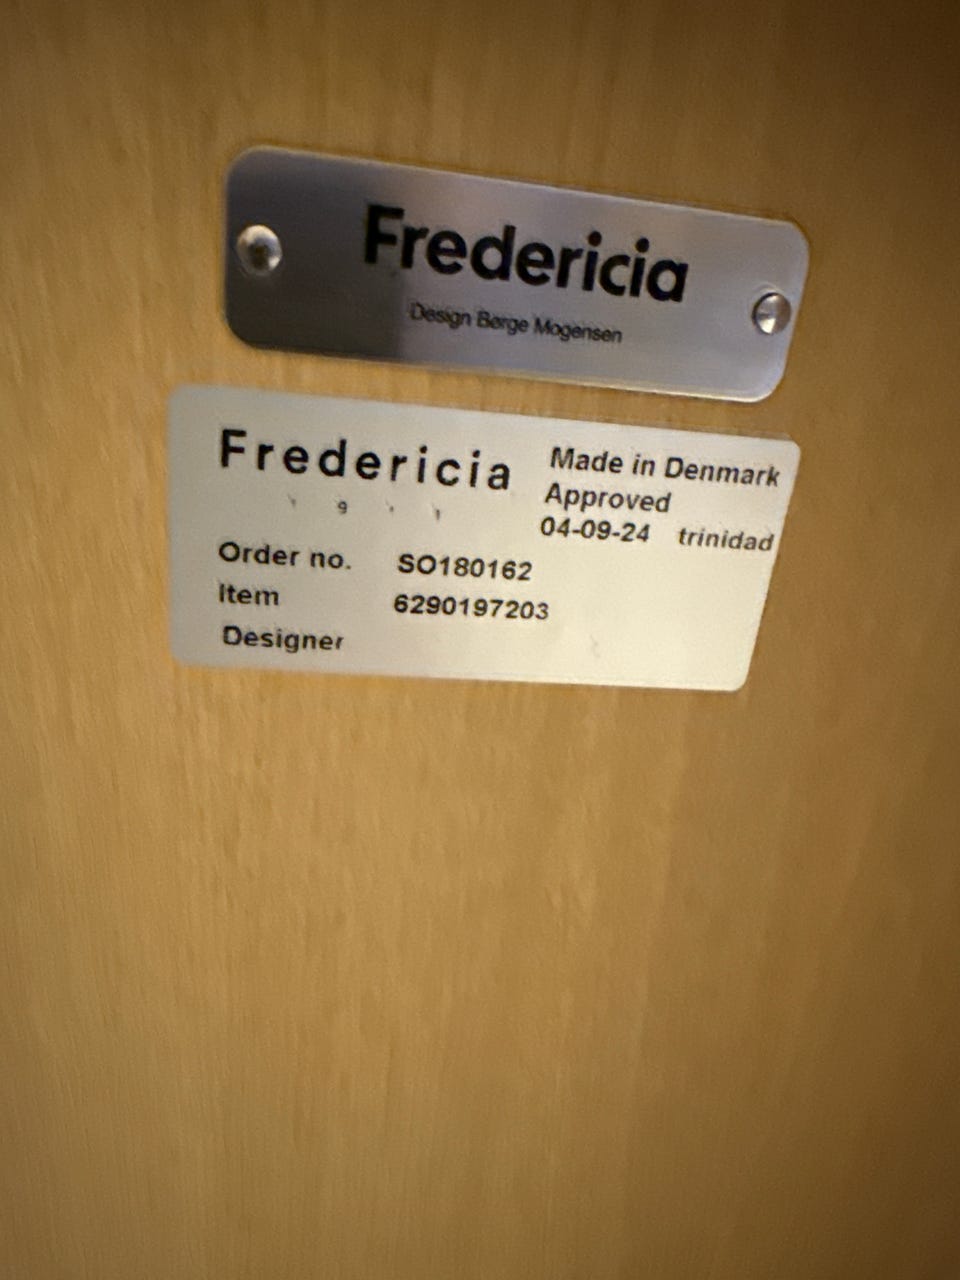 Fredericia
Design Børge Mogensen
Fredericia
Made in Denmark
Approved
04-09-24 trinidad
Order no. SO180162
Item 6290197203
Designer